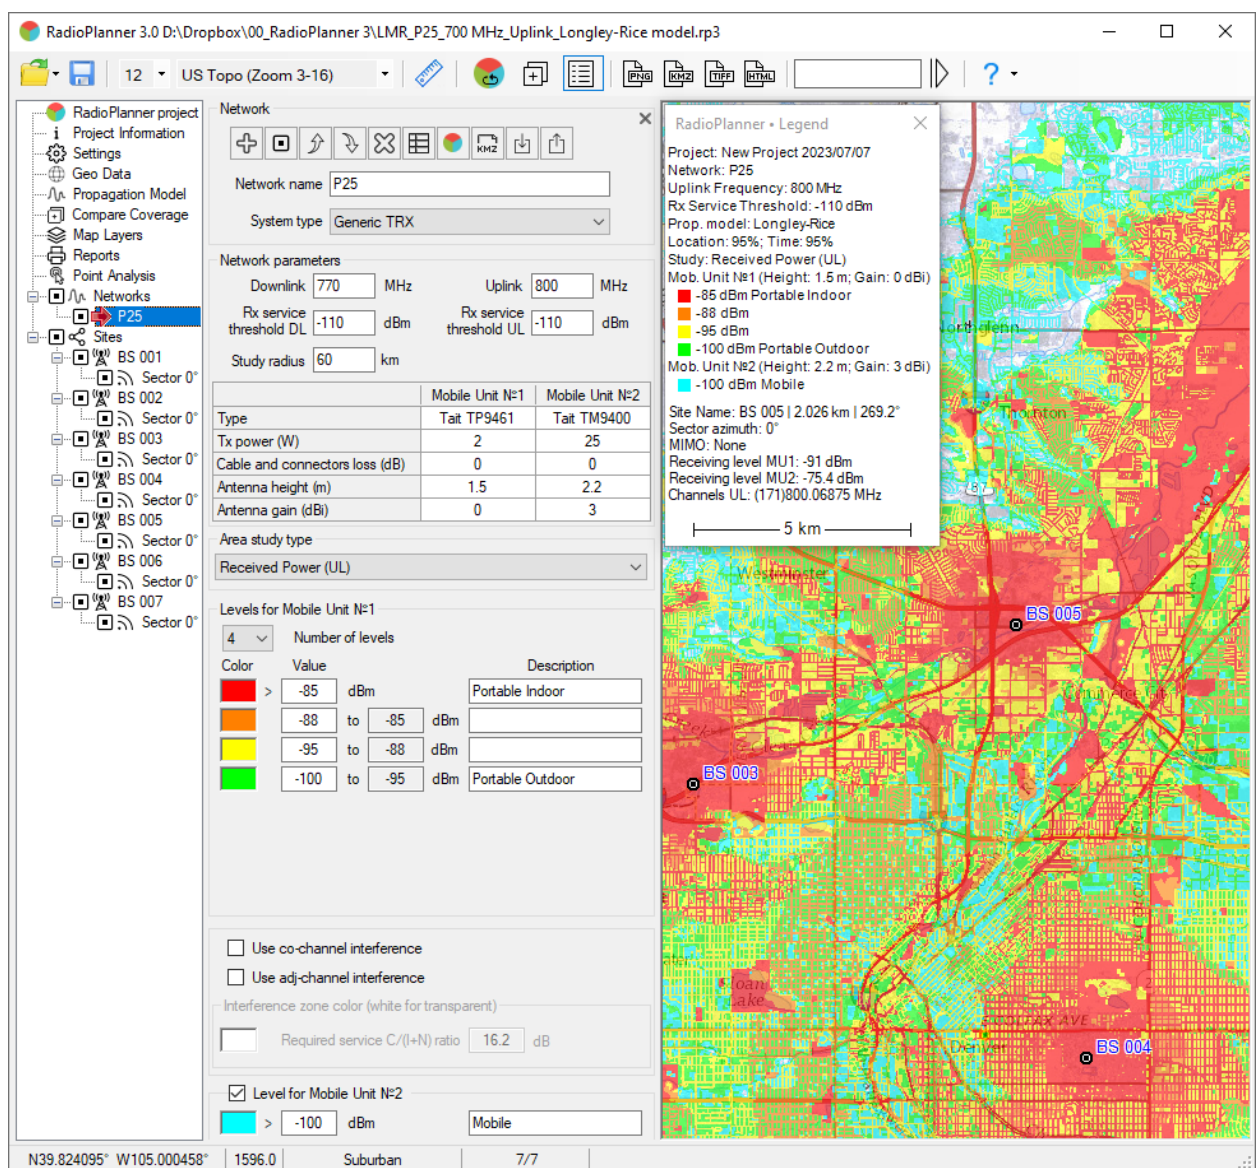 RadioPlanner 3.0 D:\Dropbox\00_RadioPlanner 3\LMR_P25_700 MHz_Uplink_Longley-Rice model.rp3
12 US Topo (Zoom 3-16) PNG KMZ TIFF HTML ?
RadioPlanner project
i Project Information
Settings
Geo Data
Propagation Model
Compare Coverage
Map Layers
Reports
Point Analysis
Networks
P25
Sites
BS 001
Sector 0°
BS 002
Sector 0°
BS 003
Sector 0°
BS 004
Sector 0°
BS 005
Sector 0°
BS 006
Sector 0°
BS 007
Sector 0°
Network
KMZ
Network name P25
System type Generic TRX
Network parameters
Downlink 770 MHz Uplink 800 MHz
Rx service threshold DL -110 dBm Rx service threshold UL -110 dBm
Study radius 60 km
Mobile Unit №1 Mobile Unit №2
Type Tait TP9461 Tait TM9400
Tx power (W) 2 25
Cable and connectors loss (dB) 0 0
Antenna height (m) 1.5 2.2
Antenna gain (dBi) 0 3
Area study type
Received Power (UL)
Levels for Mobile Unit №1
4 Number of levels
Color Value Description
> -85 dBm Portable Indoor
-88 to -85 dBm
-95 to -88 dBm
-100 to -95 dBm Portable Outdoor
Use co-channel interference
Use adj-channel interference
Interference zone color (white for transparent)
Required service C/(I+N) ratio 16.2 dB
Level for Mobile Unit №2
> -100 dBm Mobile
RadioPlanner • Legend
Project: New Project 2023/07/07
Network: P25
Uplink Frequency: 800 MHz
Rx Service Threshold: -110 dBm
Prop. model: Longley-Rice
Location: 95%; Time: 95%
Study: Received Power (UL)
Mob. Unit №1 (Height: 1.5 m; Gain: 0 dBi)
-85 dBm Portable Indoor
-88 dBm
-95 dBm
-100 dBm Portable Outdoor
Mob. Unit №2 (Height: 2.2 m; Gain: 3 dBi)
-100 dBm Mobile
Site Name: BS 005 | 2.026 km | 269.2°
Sector azimuth: 0°
MIMO: None
Receiving level MU1: -91 dBm
Receiving level MU2: -75.4 dBm
Channels UL: (171)800.06875 MHz
5 km
Northglenn
Thornton
87
Westminster
BS 005
Commerce City
BS 003
Sloan
Lake
COLFAX AVE
Denver
BS 004
N39.824095° W105.000458° 1596.0 Suburban 7/7